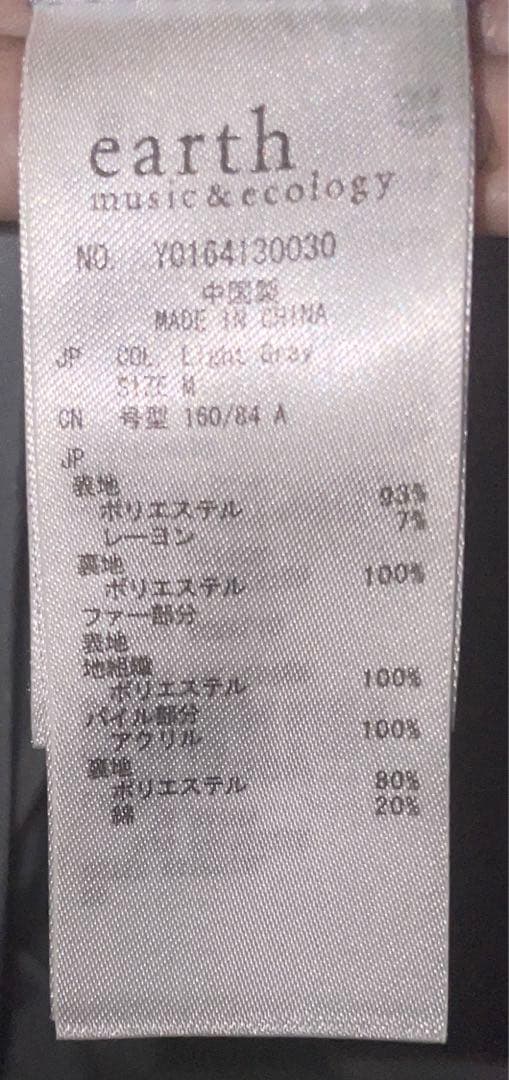 earth
music & ecology
NO. Y0164130030
中国製
MADE IN CHINA
JP COL Light Gray
SIZE M
CN 号型 160/84 A
JP
表地
ポリエステル 93%
レーヨン 7%
裏地
ポリエステル 100%
ファー部分
表地
地組織
ポリエステル 100%
パイル部分
アクリル 100%
裏地
ポリエステル 80%
綿 20%